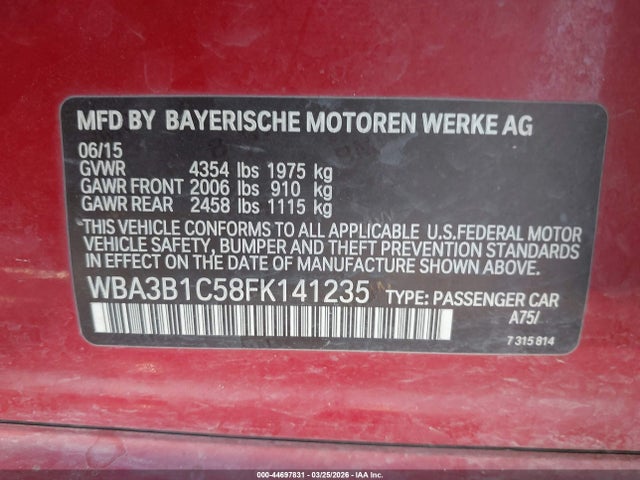 MFD BY BAYERISCHE MOTOREN WERKE AG
06/15
GVWR 4354 lbs 1975 kg
GAWR FRONT 2006 lbs 910 kg
GAWR REAR 2458 lbs 1115 kg
THIS VEHICLE CONFORMS TO ALL APPLICABLE U.S.FEDERAL MOTOR
VEHICLE SAFETY, BUMPER AND THEFT PREVENTION STANDARDS
IN EFFECT ON THE DATE OF MANUFACTURE SHOWN ABOVE.
WBA3B1C58FK141235 TYPE: PASSENGER CAR
A75/
7 315 814
000-44697831 - 03/25/2026 - IAA Inc.